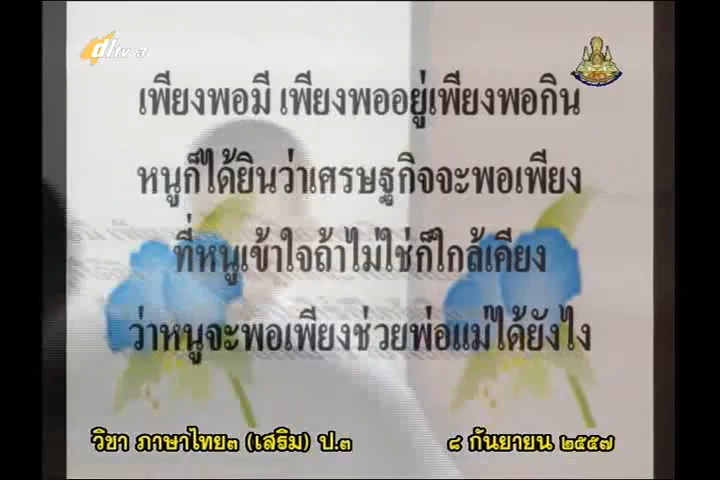 dltv 3
เพียงพอมี เพียงพออยู่เพียงพอกิน
หนูก็ได้ยินว่าเศรษฐกิจจะพอเพียง
ที่หนูเข้าใจถ้าไม่ใช่ก็ใกล้เคียง
ว่าหนูจะพอเพียงช่วยพ่อแม่ได้ยังไง
วิชา ภาษาไทย๓ (เสริม) ป.๓ ๘ กันยายน ๒๕๕๗